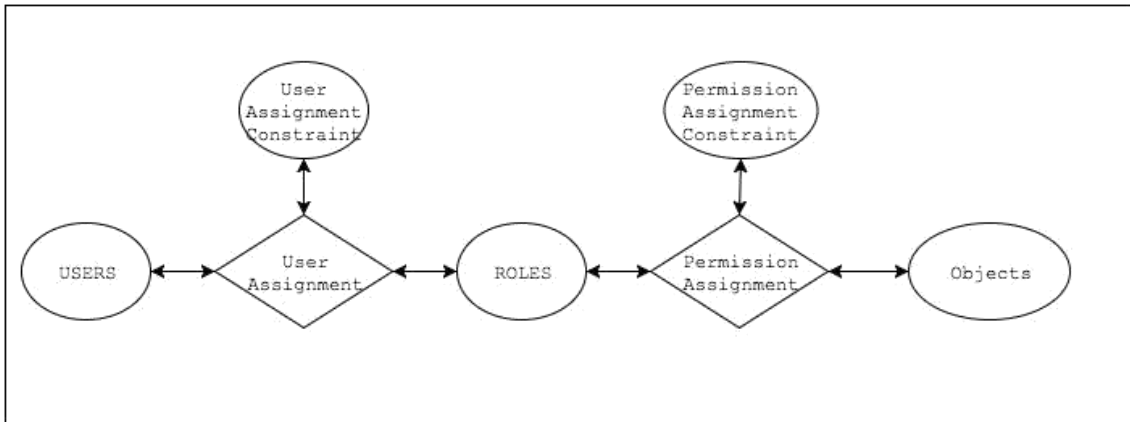 User
Assignment
Constraint
Permission
Assignment
Constraint
USERS
User
Assignment
ROLES
Permission
Assignment
Objects